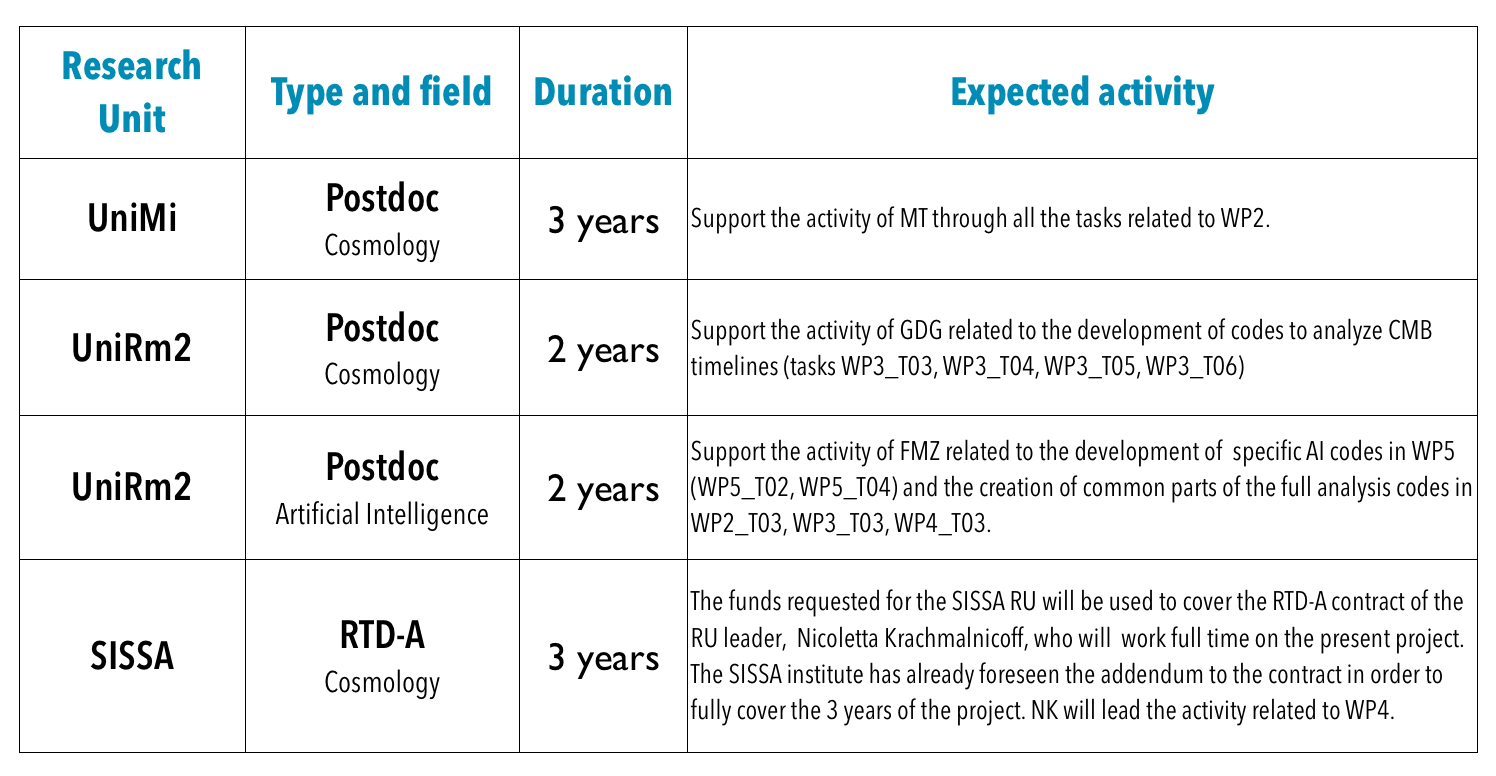 Research
Unit
Type and field
Duration
Expected activity
UniMi
Postdoc
Cosmology
3 years
Support the activity of MT through all the tasks related to WP2.
UniRm2
Postdoc
Cosmology
2 years
Support the activity of GDG related to the development of codes to analyze CMB
timelines (tasks WP3_T03, WP3_T04, WP3_T05, WP3_T06)
UniRm2
Postdoc
Artificial Intelligence
2 years
Support the activity of FMZ related to the development of specific AI codes in WP5
(WP5_T02, WP5_T04) and the creation of common parts of the full analysis codes in
WP2_T03, WP3_T03, WP4_T03.
SISSA
RTD-A
Cosmology
3 years
The funds requested for the SISSA RU will be used to cover the RTD-A contract of the
RU leader, Nicoletta Krachmalnicoff, who will work full time on the present project.
The SISSA institute has already foreseen the addendum to the contract in order to
fully cover the 3 years of the project. NK will lead the activity related to WP4.